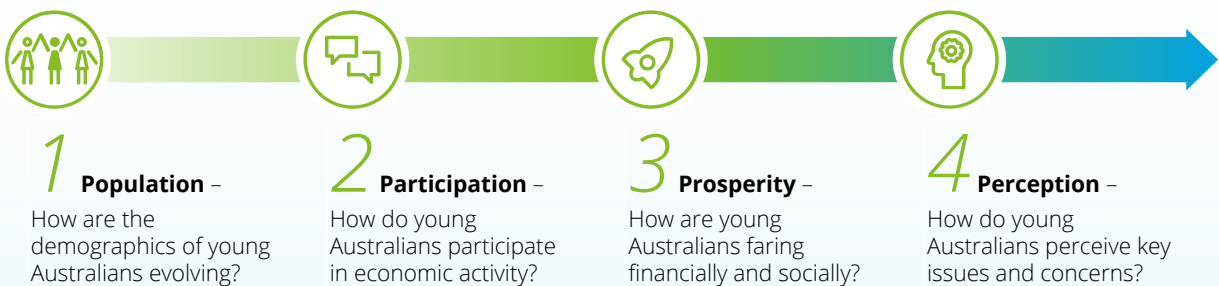 1 Population –
How are the
demographics of young
Australians evolving?
2 Participation –
How do young
Australians participate
in economic activity?
3 Prosperity –
How are young
Australians faring
financially and socially?
4 Perception –
How do young
Australians perceive key
issues and concerns?